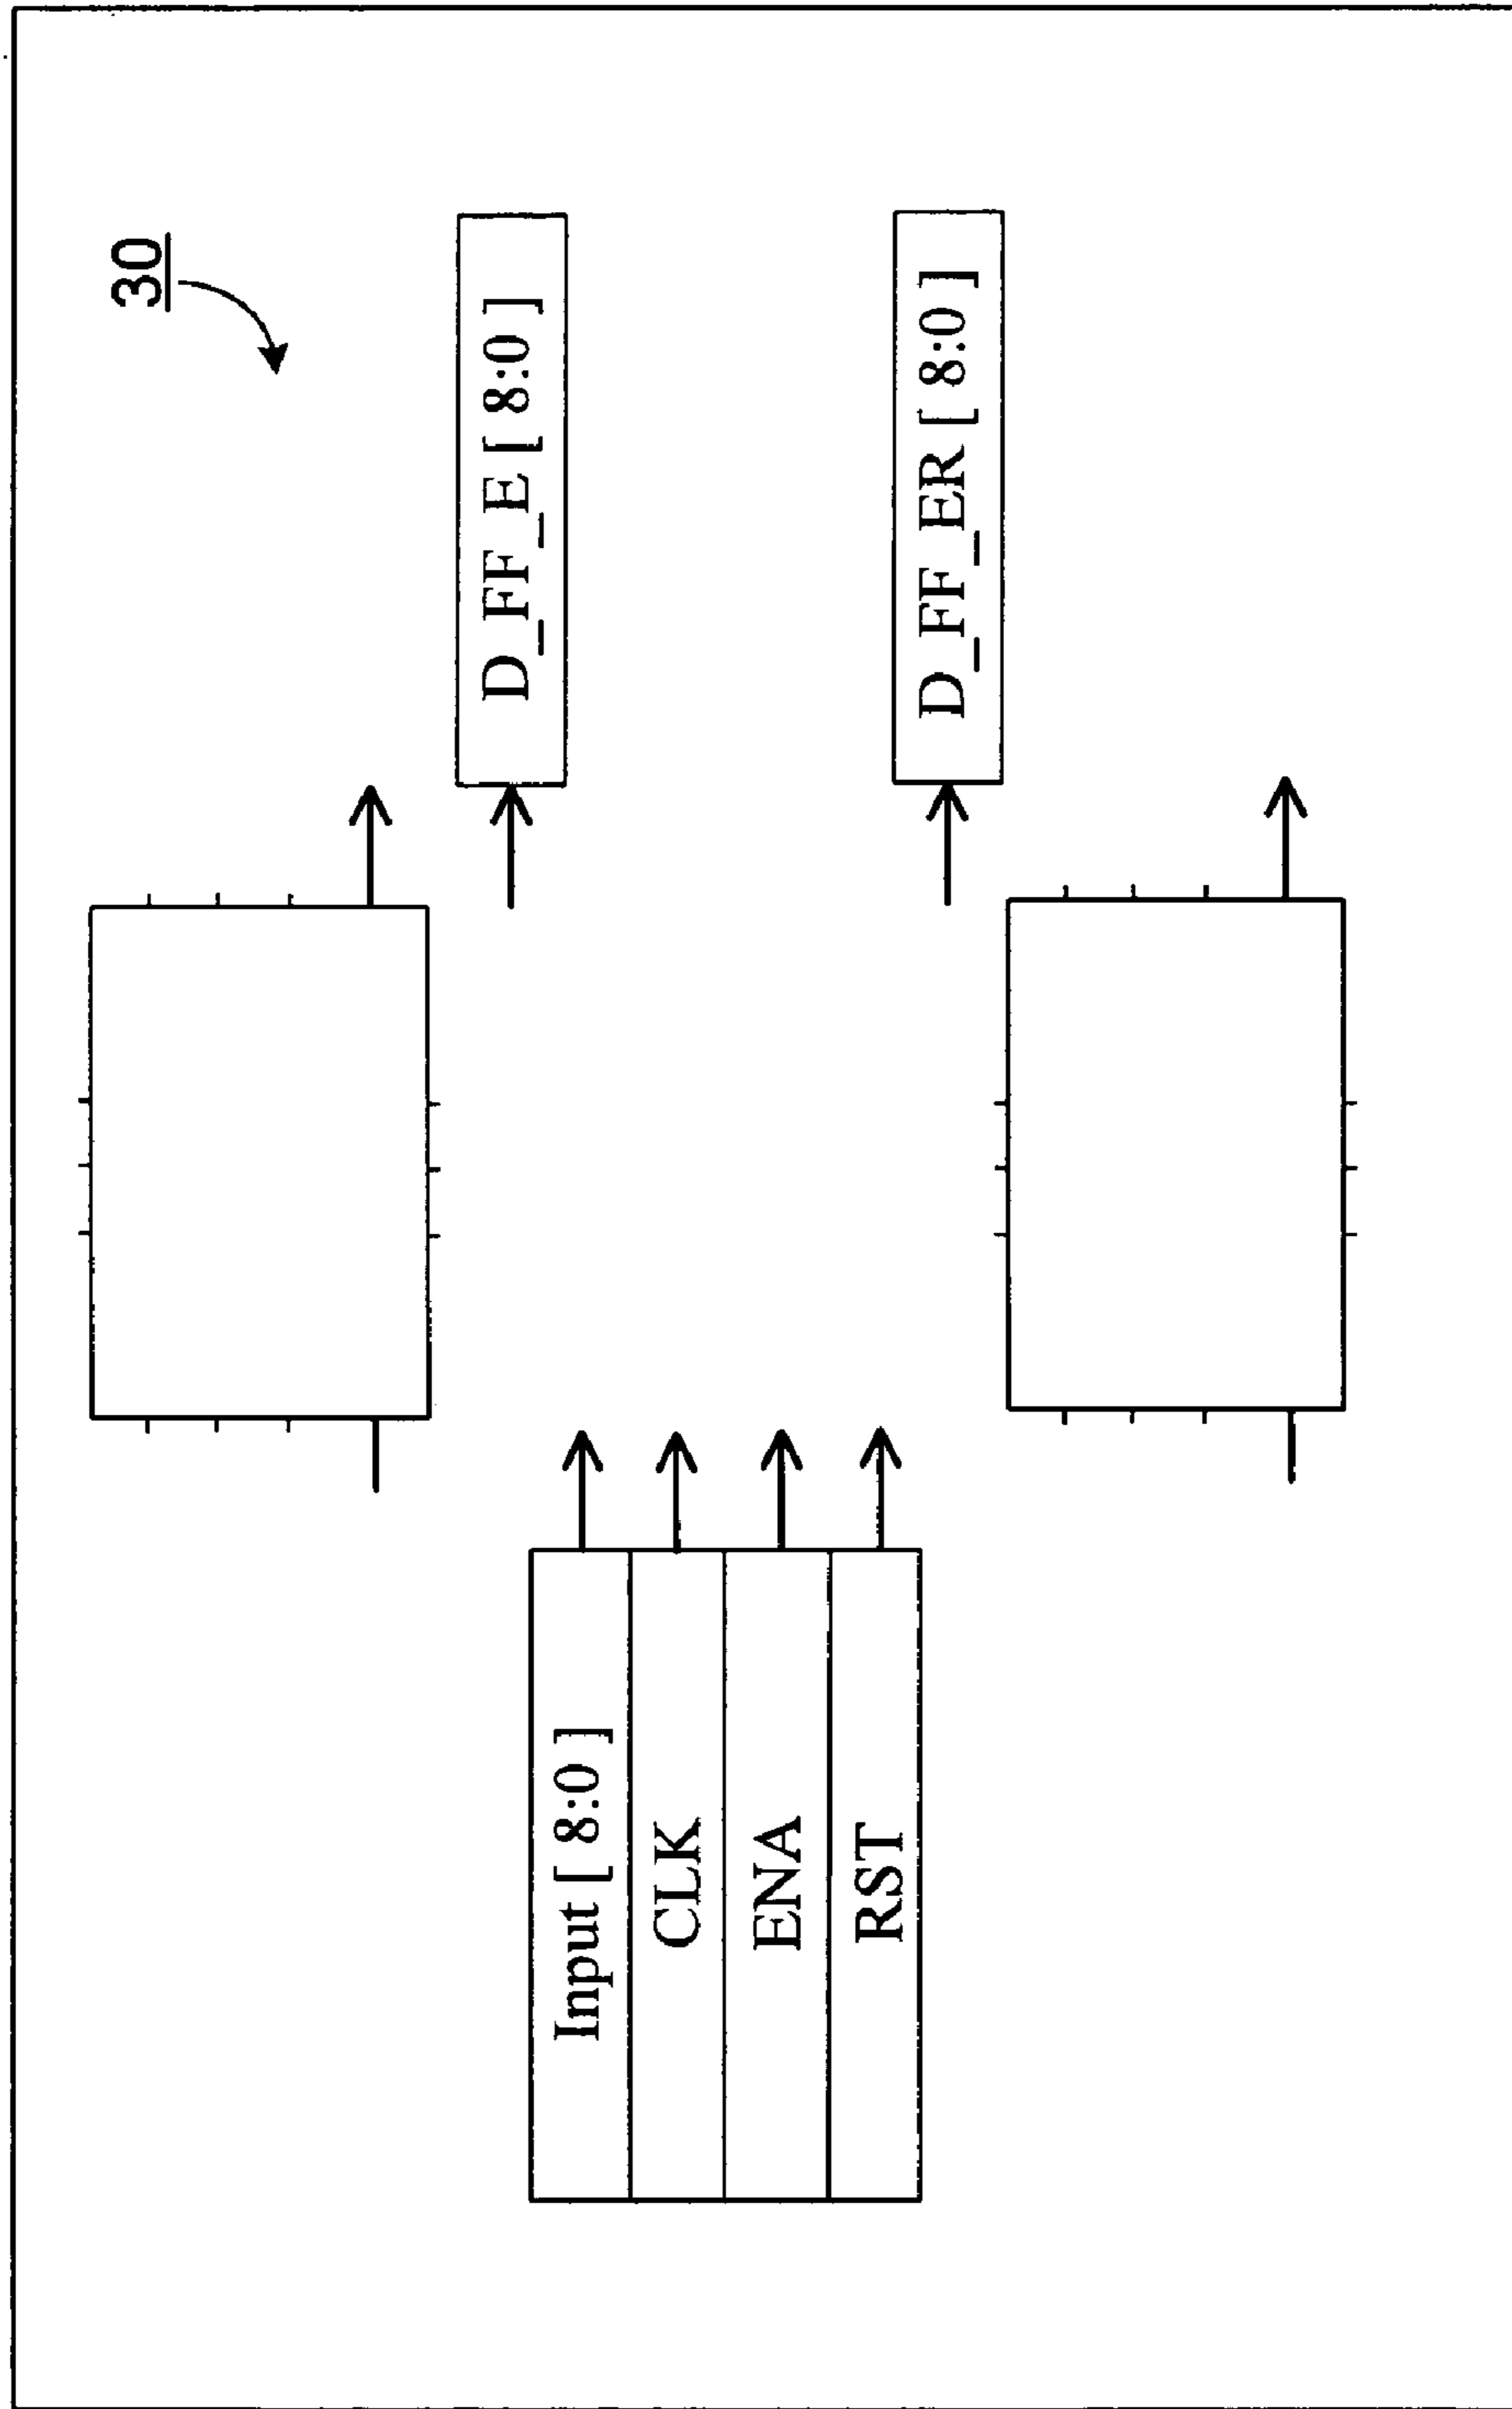 30
D_FF_E [ 8:0 ]
D_FF_ER [ 8:0 ]
Input [ 8:0 ]
CLK
ENA
RST